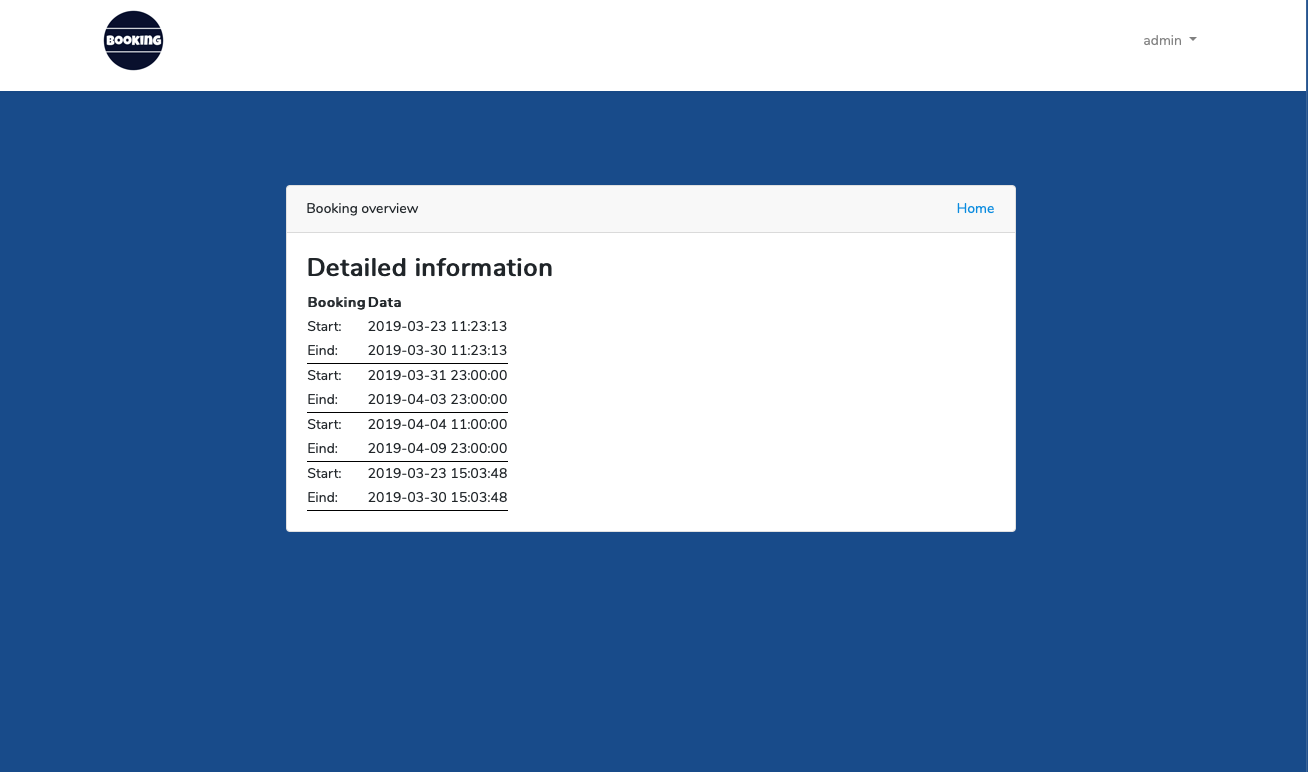 BOOKING
admin
Booking overview Home
Detailed information
Booking Data
Start: 2019-03-23 11:23:13
Eind: 2019-03-30 11:23:13
Start: 2019-03-31 23:00:00
Eind: 2019-04-03 23:00:00
Start: 2019-04-04 11:00:00
Eind: 2019-04-09 23:00:00
Start: 2019-03-23 15:03:48
Eind: 2019-03-30 15:03:48